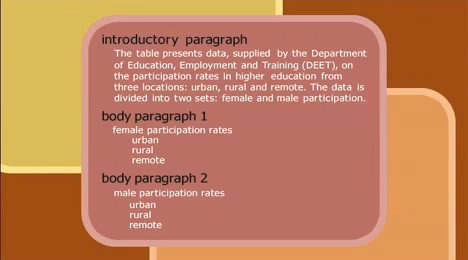 introductory paragraph
The table presents data, supplied by the Department
of Education, Employment and Training (DEET), on
the participation rates in higher education from
three locations: urban, rural and remote. The data is
divided into two sets: female and male participation.
body paragraph 1
female participation rates
urban
rural
remote
body paragraph 2
male participation rates
urban
rural
remote